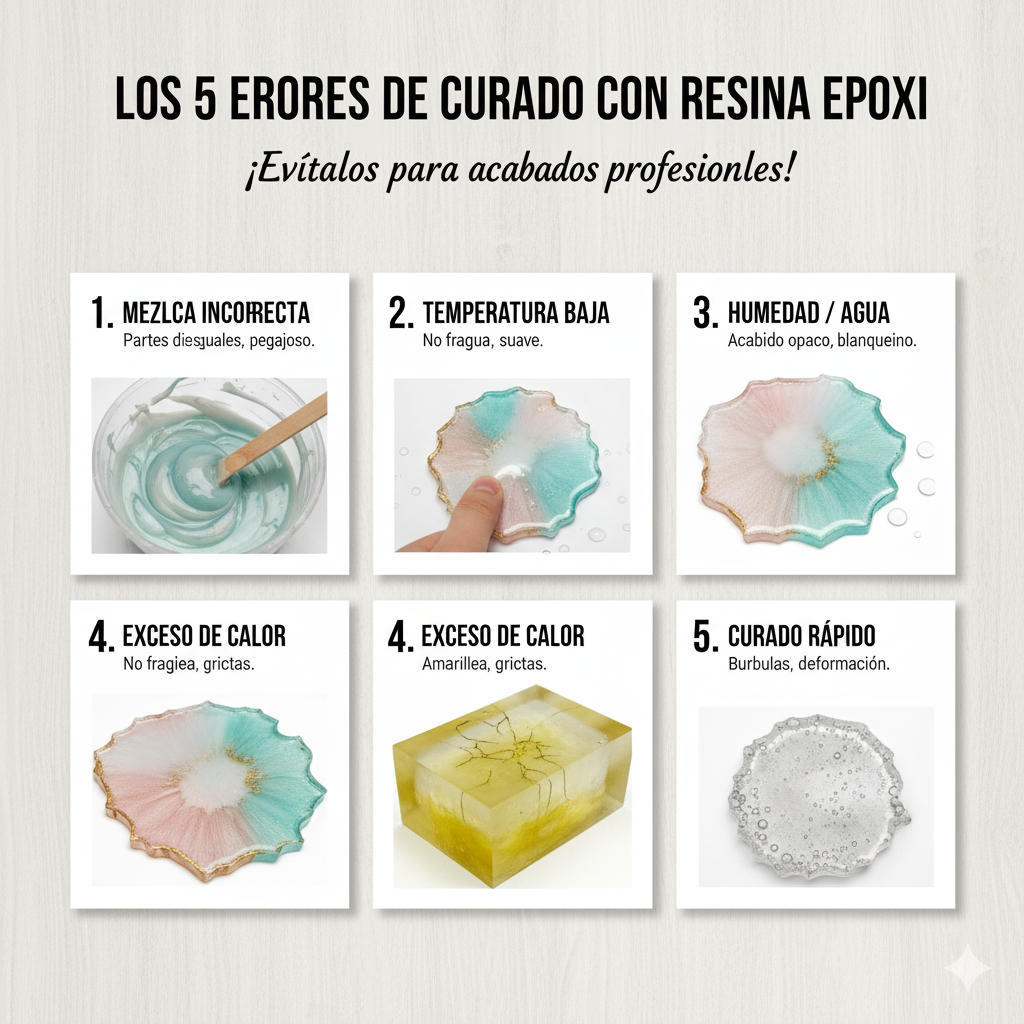 LOS 5 ERORES DE CURADO CON RESINA EPOXI
¡Evítalos para acabados profesionles!
1. MEZLCA INCORRECTA
Partes diesguales, pegajoso.
2. TEMPERATURA BAJA
No fragua, suave.
3. HUMEDAD / AGUA
Acabido opaco, blanqueino.
4. EXCESO DE CALOR
No fragiea, grictas.
4. EXCESO DE CALOR
Amarillea, grictas.
5. CURADO RÁPIDO
Burbulas, deformación.